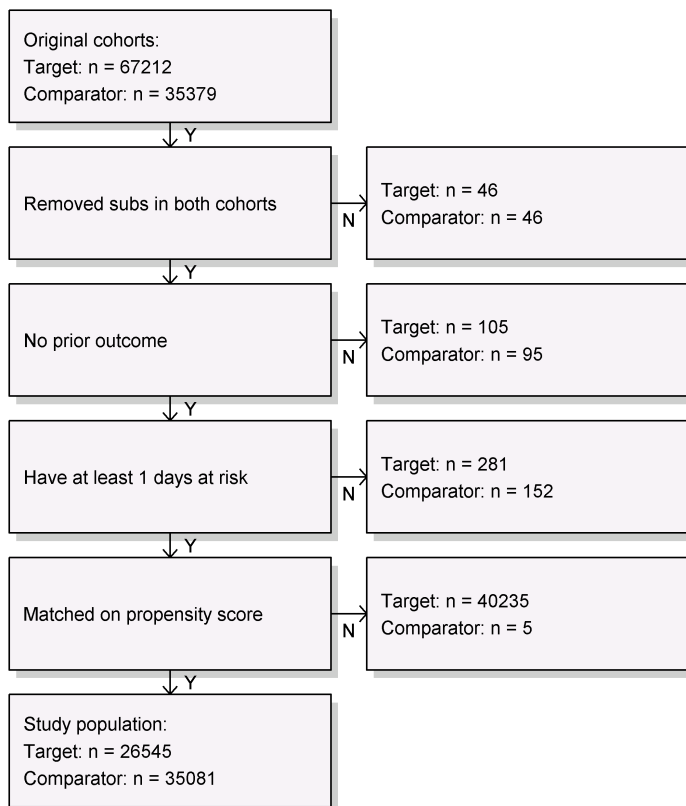 Original cohorts:
Target: n = 67212
Comparator: n = 35379
Y
Removed subs in both cohorts
N
Target: n = 46
Comparator: n = 46
Y
No prior outcome
N
Target: n = 105
Comparator: n = 95
Y
Have at least 1 days at risk
N
Target: n = 281
Comparator: n = 152
Y
Matched on propensity score
N
Target: n = 40235
Comparator: n = 5
Y
Study population:
Target: n = 26545
Comparator: n = 35081